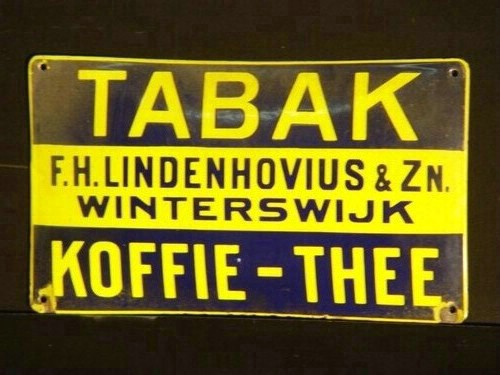 TABAK
F.H. LINDENHOVIUS & ZN.
WINTERSWIJK
KOFFIE - THEE